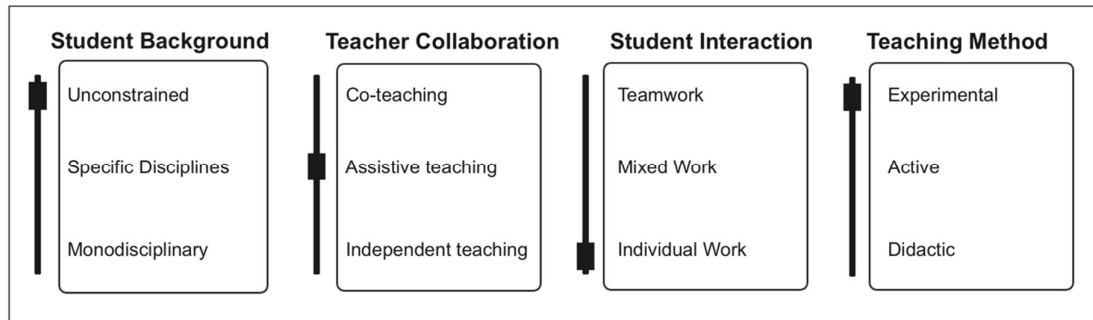 Student Background
Unconstrained
Specific Disciplines
Monodisciplinary
Teacher Collaboration
Co-teaching
Assistive teaching
Independent teaching
Student Interaction
Teamwork
Mixed Work
Individual Work
Teaching Method
Experimental
Active
Didactic